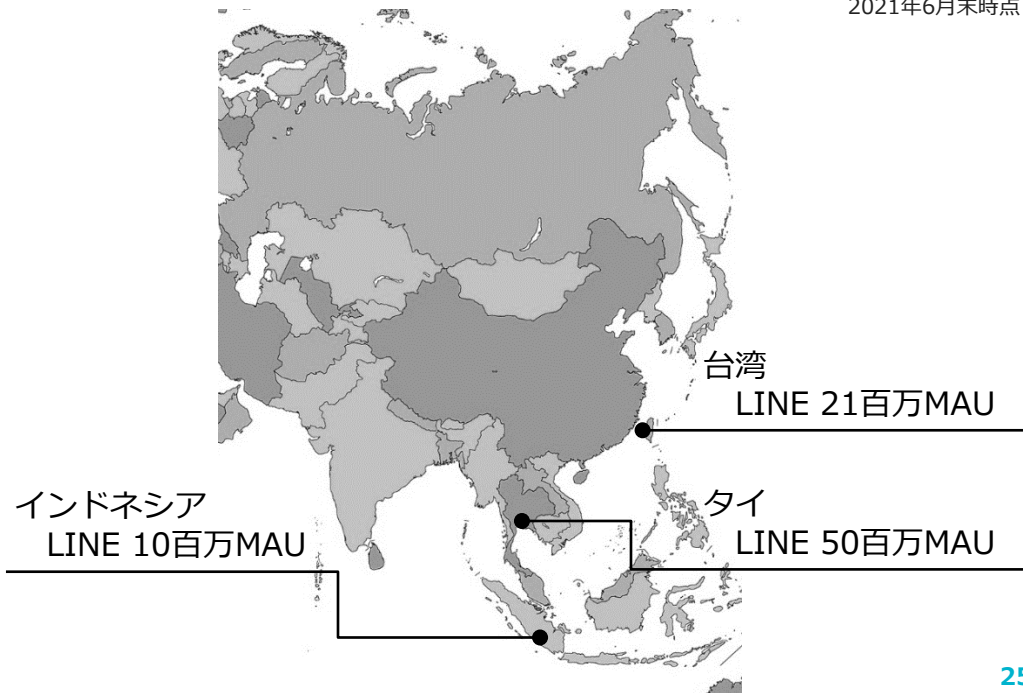 2021年6月末時点
台湾
LINE 21百万MAU
インドネシア
LINE 10百万MAU
タイ
LINE 50百万MAU
25